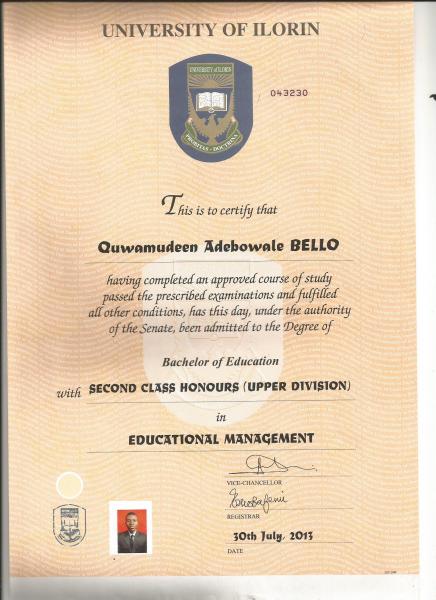 UNIVERSITY OF ILORIN
UNIVERSITY of ILORIN
PROBITAS - DOCTRINA
043230
This is to certify that
Quwamudeen Adebowale BELLO
having completed an approved course of study
passed the prescribed examinations and fulfilled
all other conditions, has this day, under the authority
of the Senate, been admitted to the Degree of
Bachelor of Education
with SECOND CLASS HONOURS (UPPER DIVISION)
in
EDUCATIONAL MANAGEMENT
VICE-CHANCELLOR
REGISTRAR
30th July, 2013
DATE